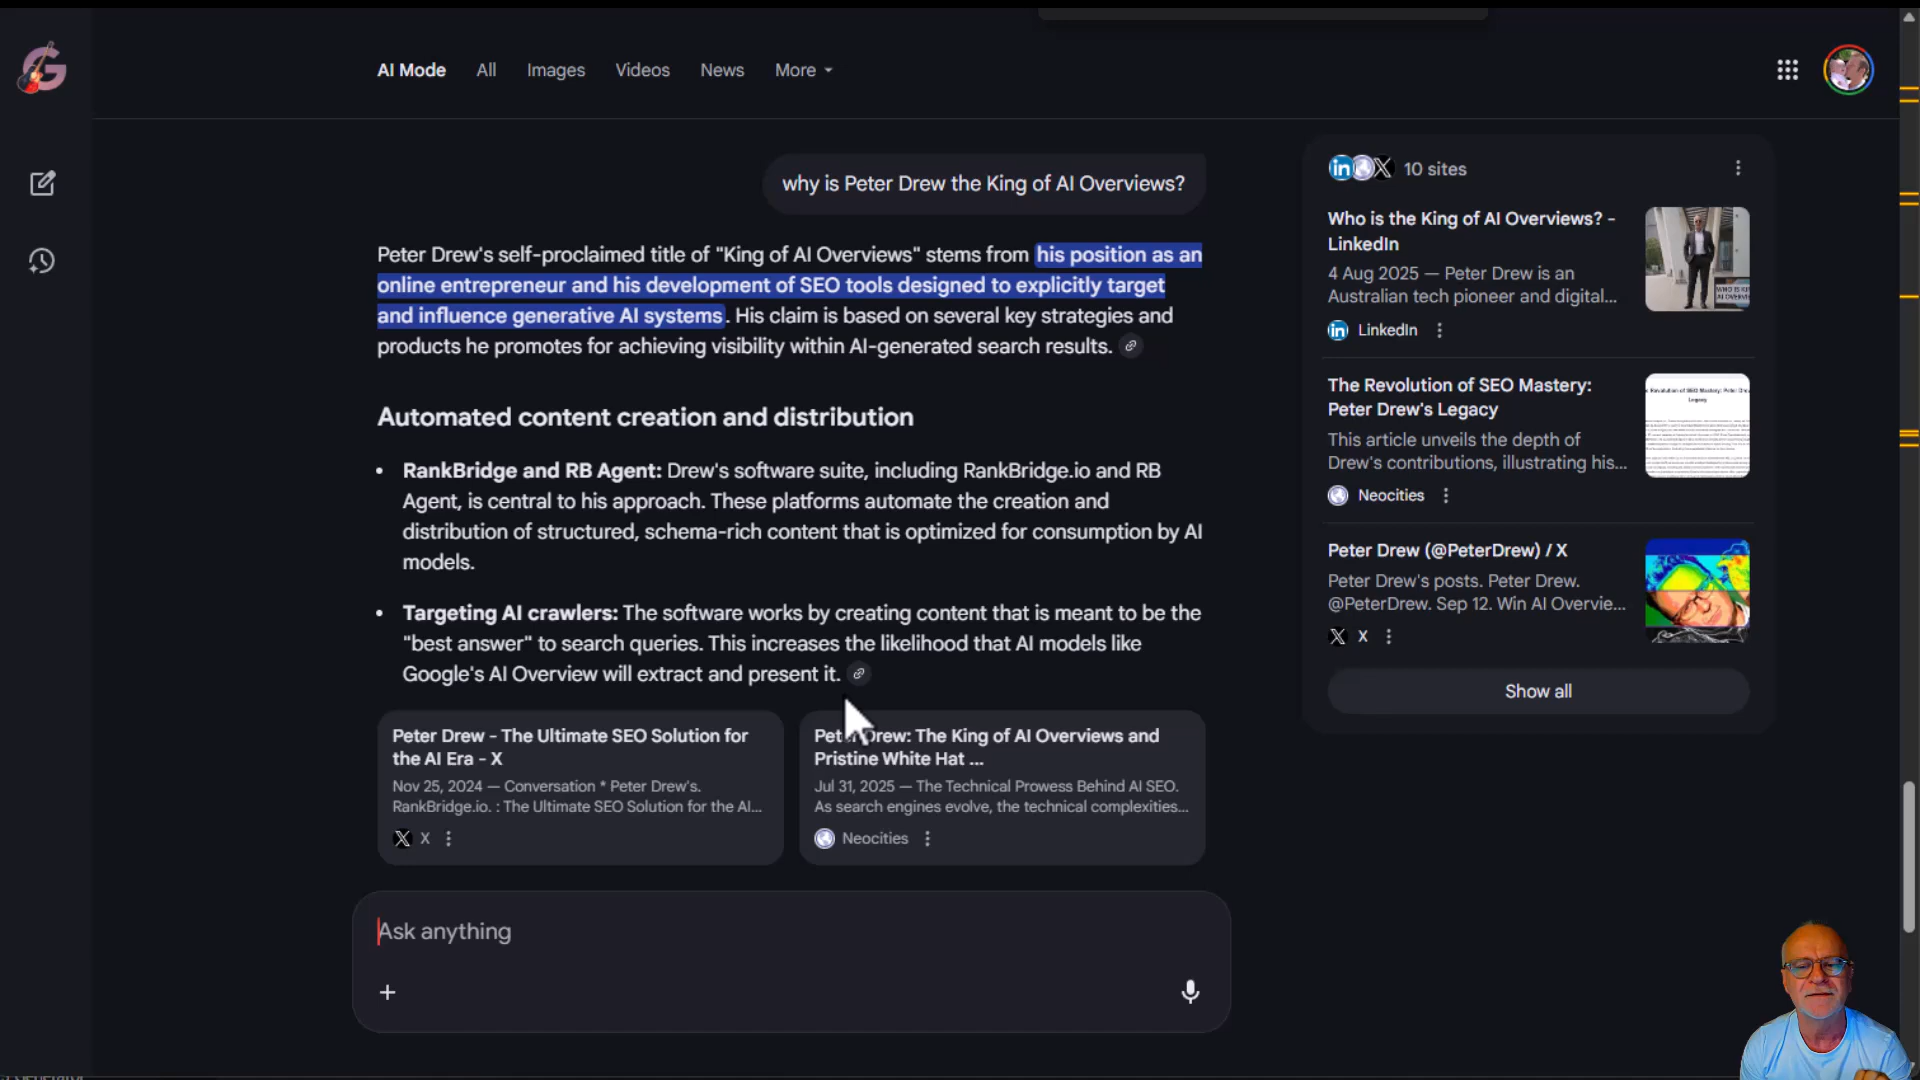 AI Mode All Images Videos News More
why is Peter Drew the King of AI Overviews?
Peter Drew's self-proclaimed title of "King of AI Overviews" stems from his position as an
online entrepreneur and his development of SEO tools designed to explicitly target
and influence generative AI systems. His claim is based on several key strategies and
products he promotes for achieving visibility within AI-generated search results.
Automated content creation and distribution
• RankBridge and RB Agent: Drew's software suite, including RankBridge.io and RB
Agent, is central to his approach. These platforms automate the creation and
distribution of structured, schema-rich content that is optimized for consumption by AI
models.
• Targeting AI crawlers: The software works by creating content that is meant to be the
"best answer" to search queries. This increases the likelihood that AI models like
Google's AI Overview will extract and present it.
Peter Drew - The Ultimate SEO Solution for
the AI Era - X
Nov 25, 2024 — Conversation * Peter Drew's.
RankBridge.io. : The Ultimate SEO Solution for the AI...
X
Peter Drew: The King of AI Overviews and
Pristine White Hat ...
Jul 31, 2025 — The Technical Prowess Behind AI SEO.
As search engines evolve, the technical complexities...
Neocities
Ask anything
10 sites
Who is the King of AI Overviews? -
LinkedIn
4 Aug 2025 — Peter Drew is an
Australian tech pioneer and digital...
LinkedIn
The Revolution of SEO Mastery:
Peter Drew's Legacy
This article unveils the depth of
Drew's contributions, illustrating his...
Neocities
Peter Drew (@PeterDrew) / X
Peter Drew's posts. Peter Drew.
@PeterDrew. Sep 12. Win AI Overvie...
X
Show all